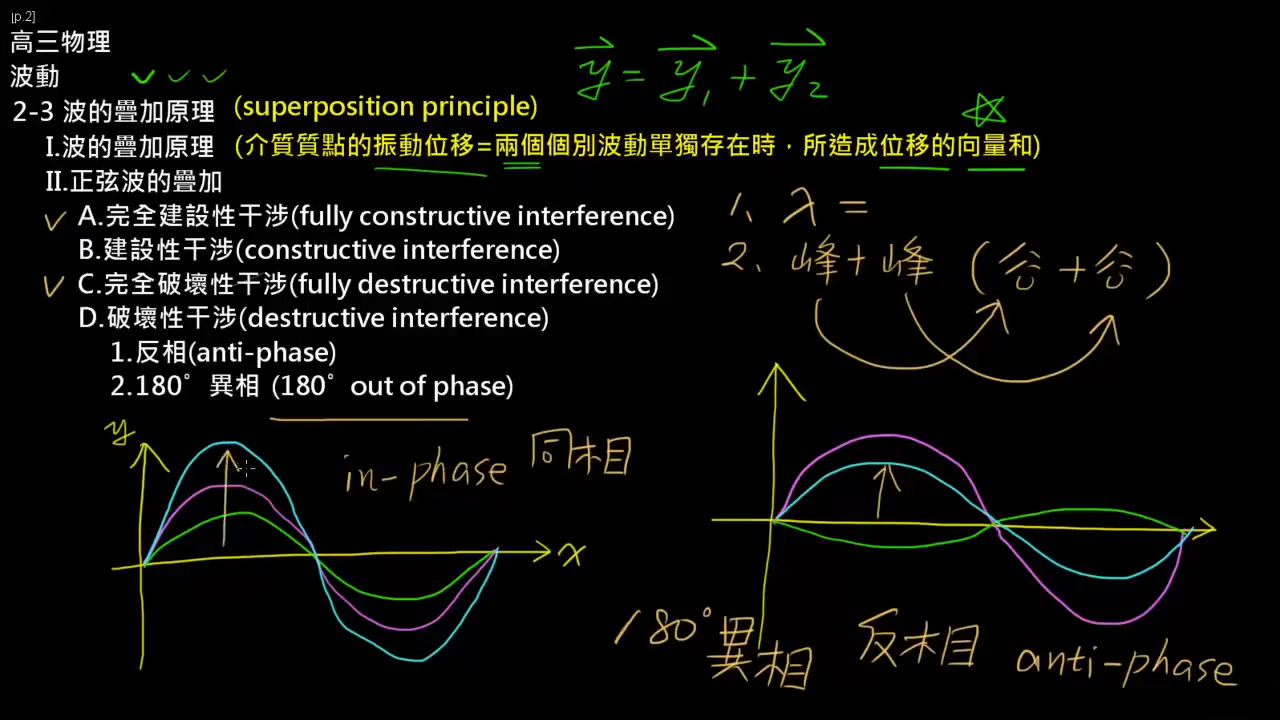 [p.2]
高三物理
波動
2-3 波的疊加原理 (superposition principle)
I.波的疊加原理 (介質質點的振動位移=兩個個別波動單獨存在時，所造成位移的向量和)
II.正弦波的疊加
A.完全建設性干涉(fully constructive interference)
B.建設性干涉(constructive interference)
C.完全破壞性干涉(fully destructive interference)
D.破壞性干涉(destructive interference)
1.反相(anti-phase)
2.180°異相 (180°out of phase)
y = y1 + y2
1、λ =
2、峰+峰 (谷+谷)
y
in-phase 同相
x
180°異相
反相 anti-phase